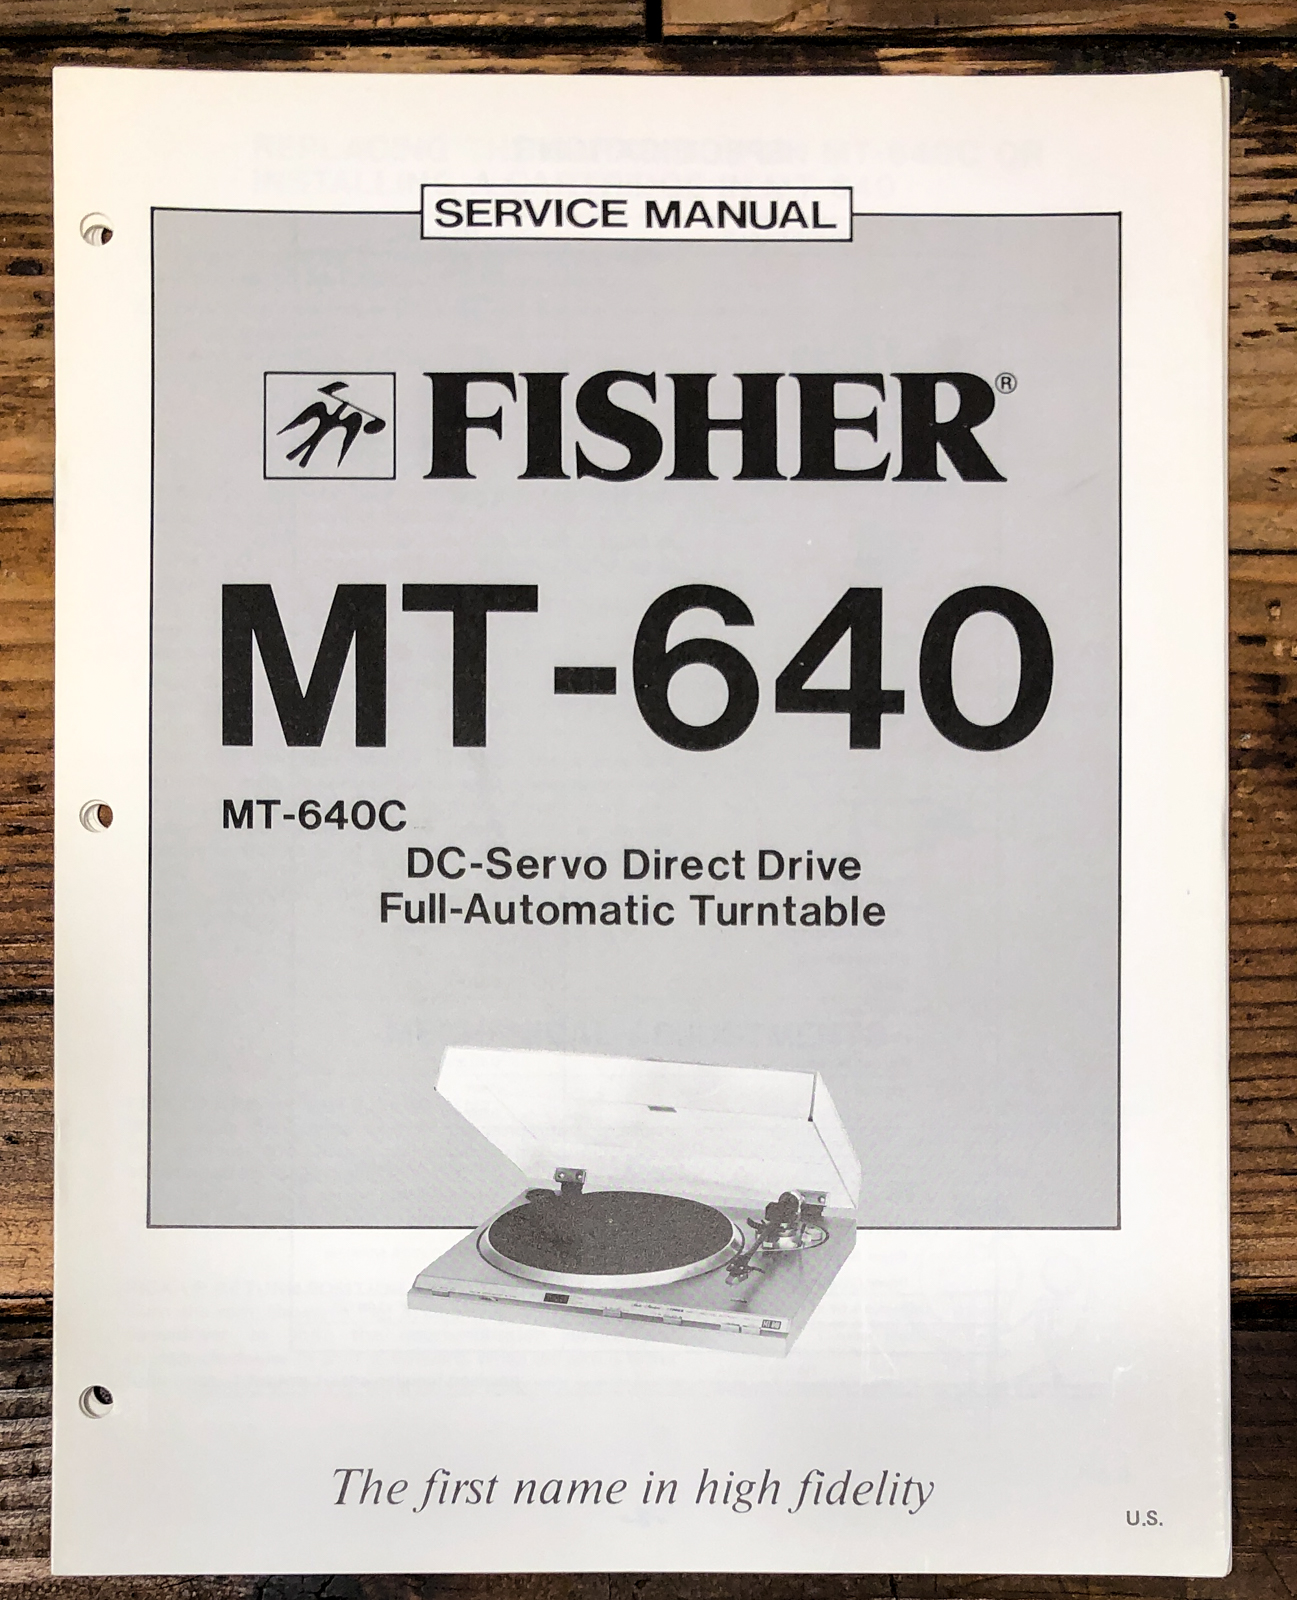 SERVICE MANUAL
FISHER®
MT-640
MT-640C
DC-Servo Direct Drive
Full-Automatic Turntable
The first name in high fidelity
U.S.